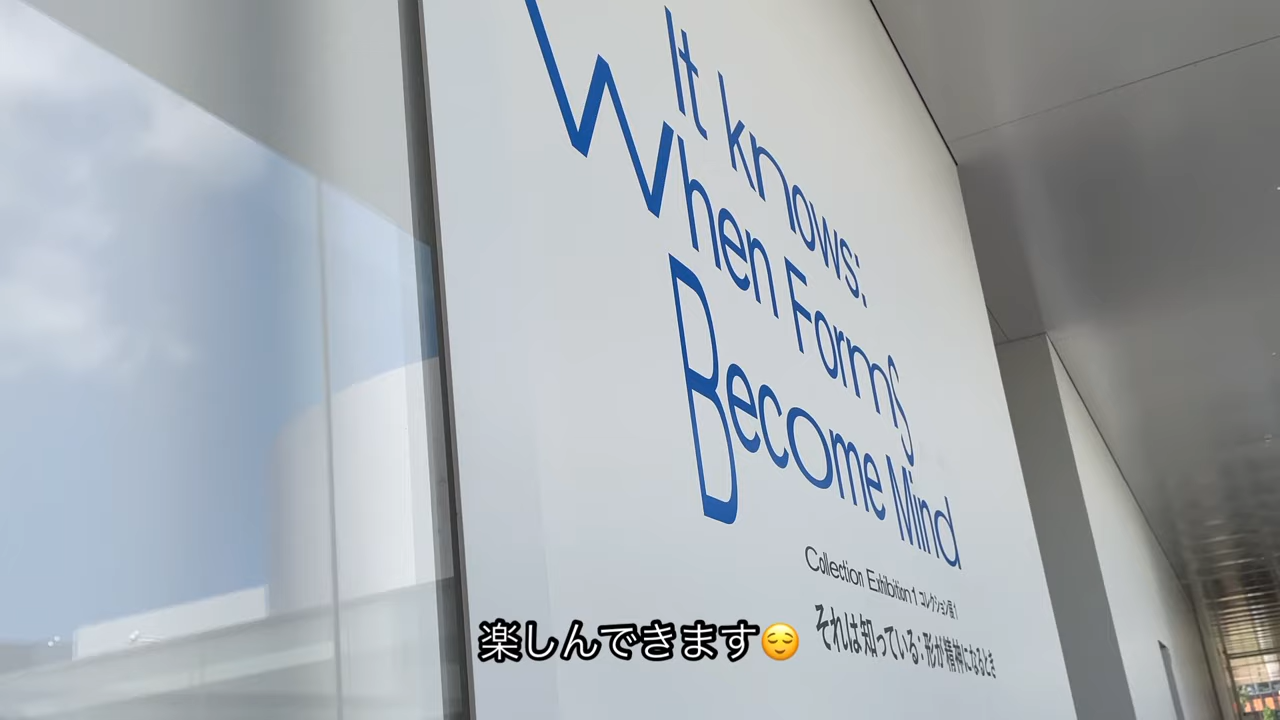 It knows:
When Forms
Become Mind
Collection Exhibition 1 コレクション展 1
それは知っている：形が精神になるとき
楽しんできます😌